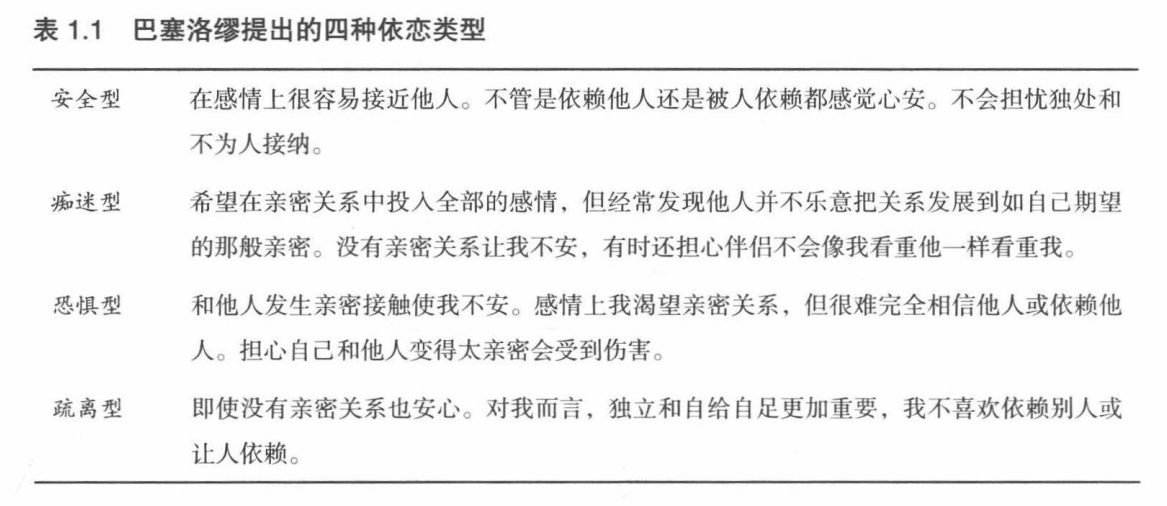 表 1.1 巴塞洛缪提出的四种依恋类型
安全型 在感情上很容易接近他人。不管是依赖他人还是被人依赖都感觉心安。不会担忧独处和
不为人接纳。
痴迷型 希望在亲密关系中投入全部的感情，但经常发现他人并不乐意把关系发展到如自己期望
的那般亲密。没有亲密关系让我不安，有时还担心伴侣不会像我看重他一样看重我。
恐惧型 和他人发生亲密接触使我不安。感情上我渴望亲密关系，但很难完全相信他人或依赖他
人。担心自己和他人变得太亲密会受到伤害。
疏离型 即使没有亲密关系也安心。对我而言，独立和自给自足更加重要，我不喜欢依赖别人或
让人依赖。